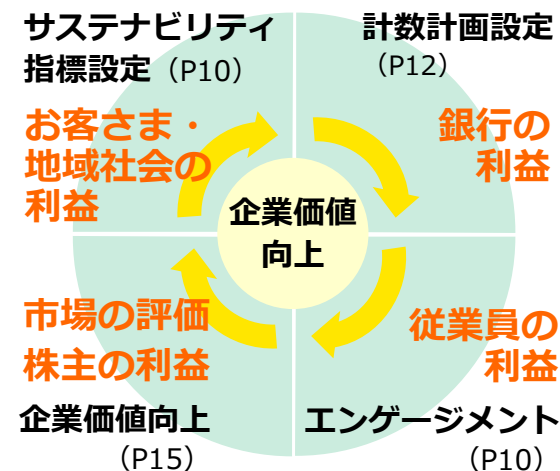 サステナビリティ
指標設定（P10）
お客さま・
地域社会の
利益
計数計画設定
（P12）
銀行の
利益
企業価値
向上
市場の評価
株主の利益
企業価値向上
（P15）
従業員の
利益
エンゲージメント
（P10）